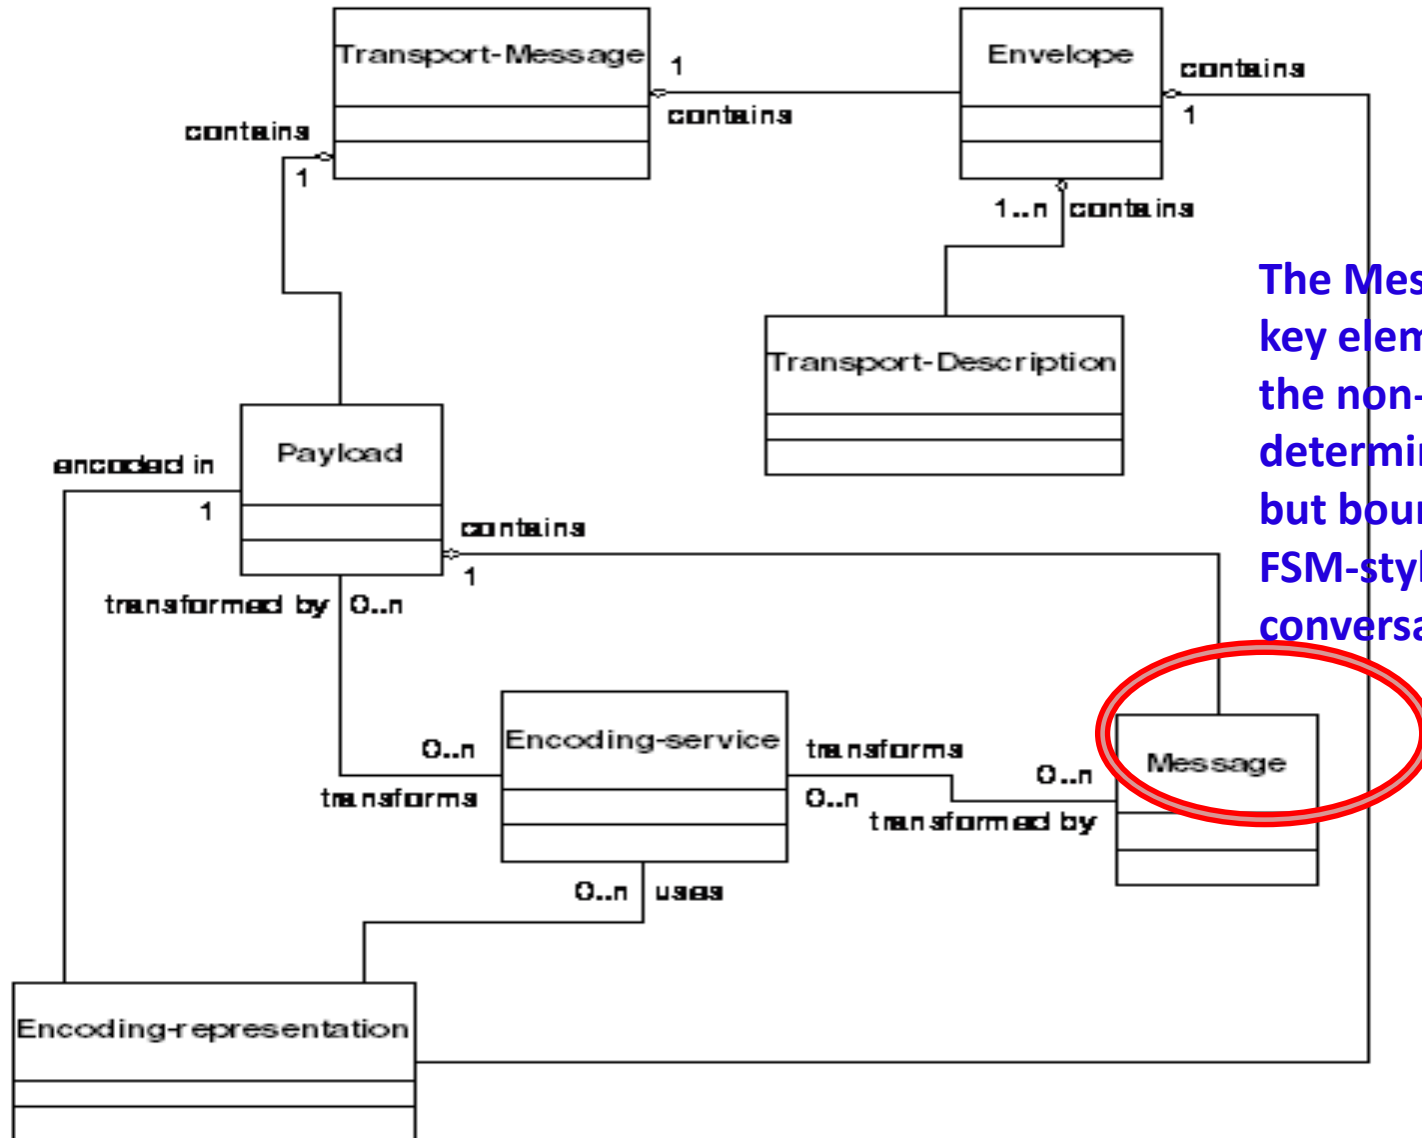 Transport-Message
1
contains
Envelope
contains
1
contains
1
1..n contains
Transport-Description
The Mes
key elem
the non-
determin
but boun
FSM-styl
conversa
Payload
encoded in
1
contains
1
transformed by 0..n
Encoding-service
0..n
transforms
transforms
0..n
0..n
transformed by
Message
0..n uses
Encoding-representation